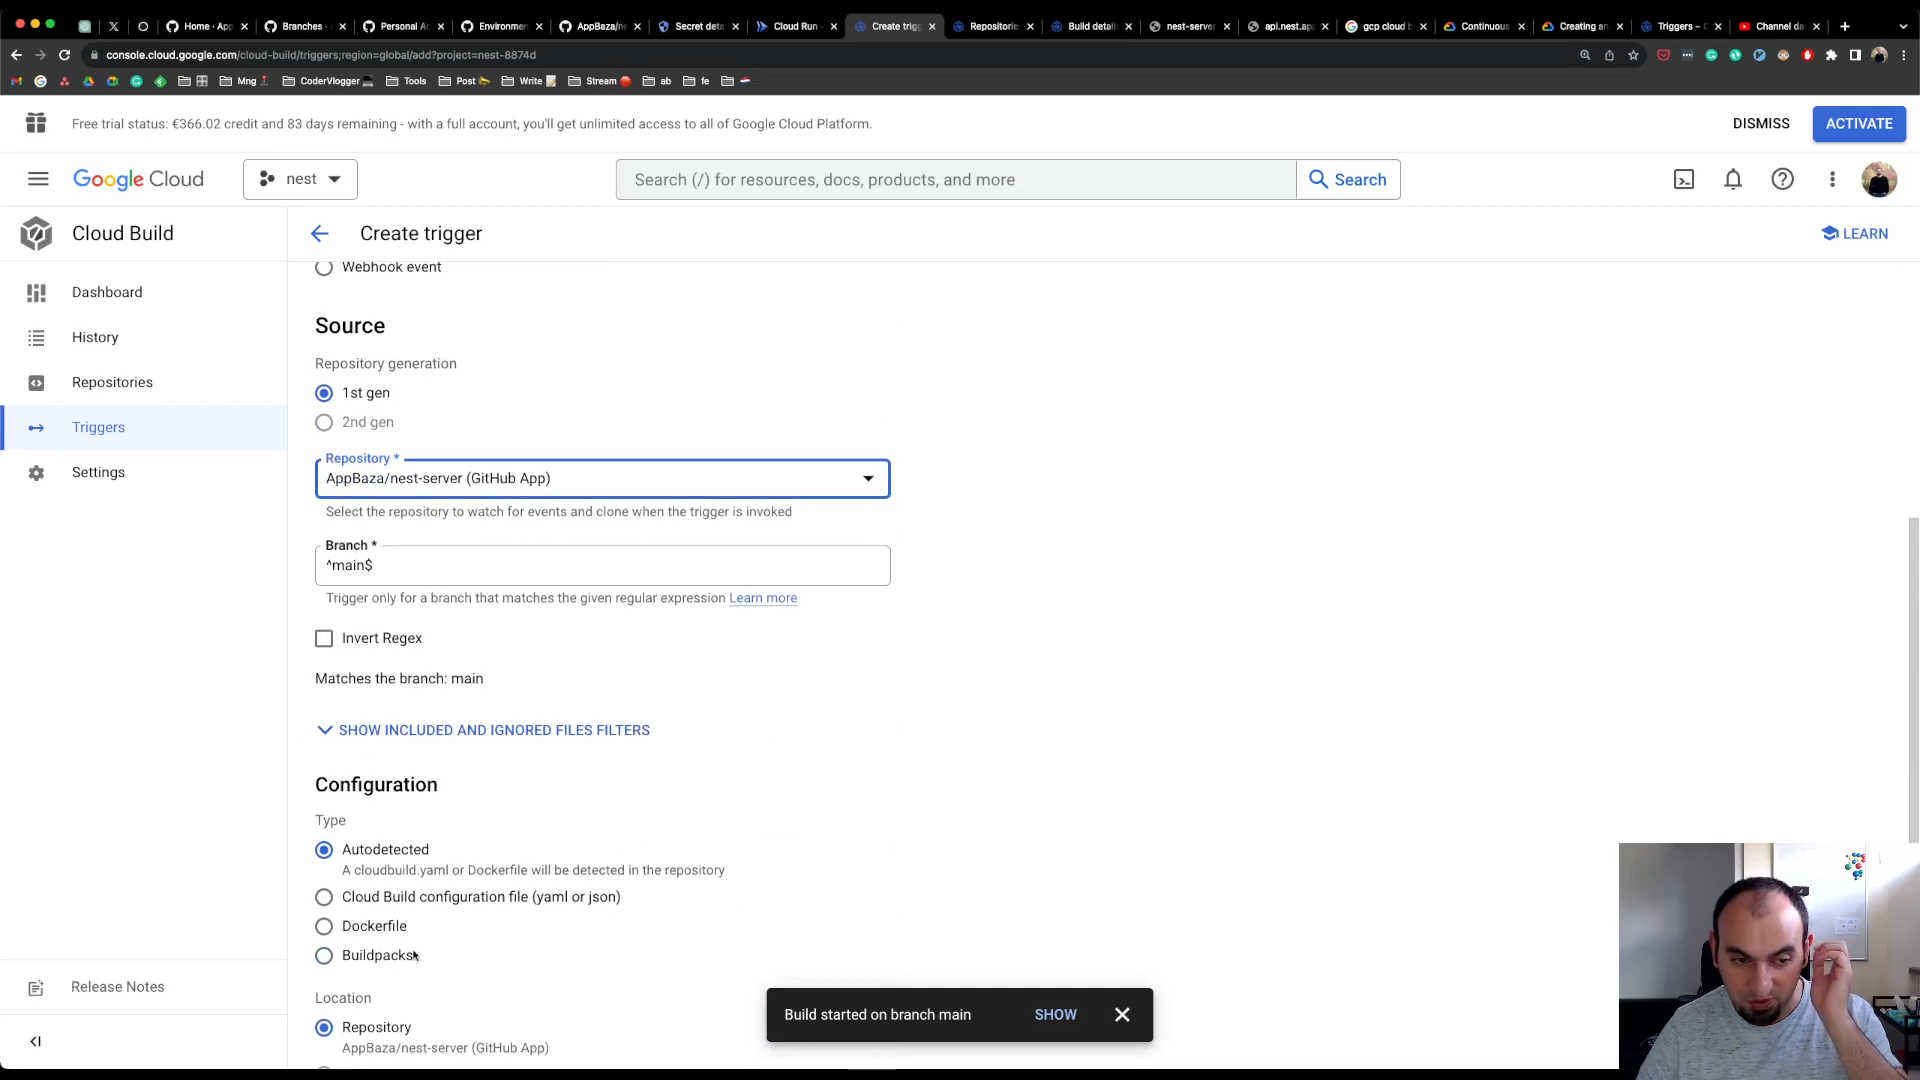 Home · App
Branches ·
Personal Ac
Environmen
AppBaza/ne
Secret deta
Cloud Run
Create trigg
Repositorie
Build detail
nest-server
api.nest.ap
gcp cloud b
Continuous
Creating an
Triggers – C
Channel da
console.cloud.google.com/cloud-build/triggers;region=global/add?project=nest-8874d
Mng
CoderVlogger
Tools
Post
Write
Stream
ab
fe
Free trial status: €366.02 credit and 83 days remaining - with a full account, you'll get unlimited access to all of Google Cloud Platform.
DISMISS
ACTIVATE
Google Cloud
nest
Search (/) for resources, docs, products, and more
Search
Cloud Build
Create trigger
LEARN
Dashboard
History
Repositories
Triggers
Settings
Release Notes
Webhook event
Source
Repository generation
1st gen
2nd gen
Repository *
AppBaza/nest-server (GitHub App)
Select the repository to watch for events and clone when the trigger is invoked
Branch *
^main$
Trigger only for a branch that matches the given regular expression Learn more
Invert Regex
Matches the branch: main
SHOW INCLUDED AND IGNORED FILES FILTERS
Configuration
Type
Autodetected
A cloudbuild.yaml or Dockerfile will be detected in the repository
Cloud Build configuration file (yaml or json)
Dockerfile
Buildpacks
Location
Repository
AppBaza/nest-server (GitHub App)
Build started on branch main
SHOW